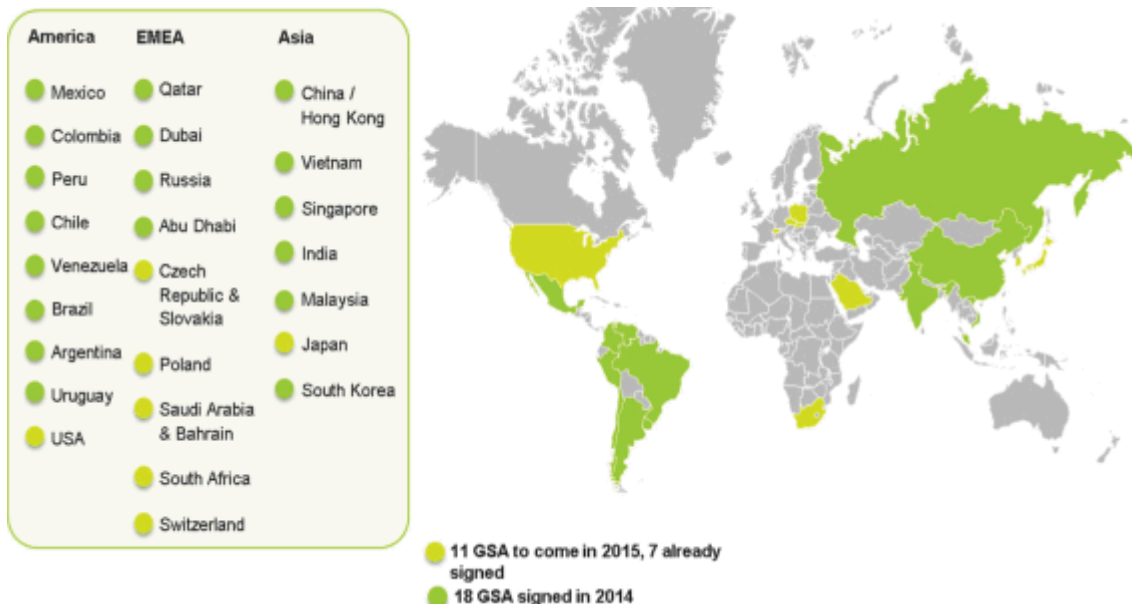 America
Mexico
Colombia
Peru
Chile
Venezuela
Brazil
Argentina
Uruguay
USA
EMEA
Qatar
Dubai
Russia
Abu Dhabi
Czech
Republic &
Slovakia
Poland
Saudi Arabia
& Bahrain
South Africa
Switzerland
Asia
China /
Hong Kong
Vietnam
Singapore
India
Malaysia
Japan
South Korea
11 GSA to come in 2015, 7 already
signed
18 GSA signed in 2014